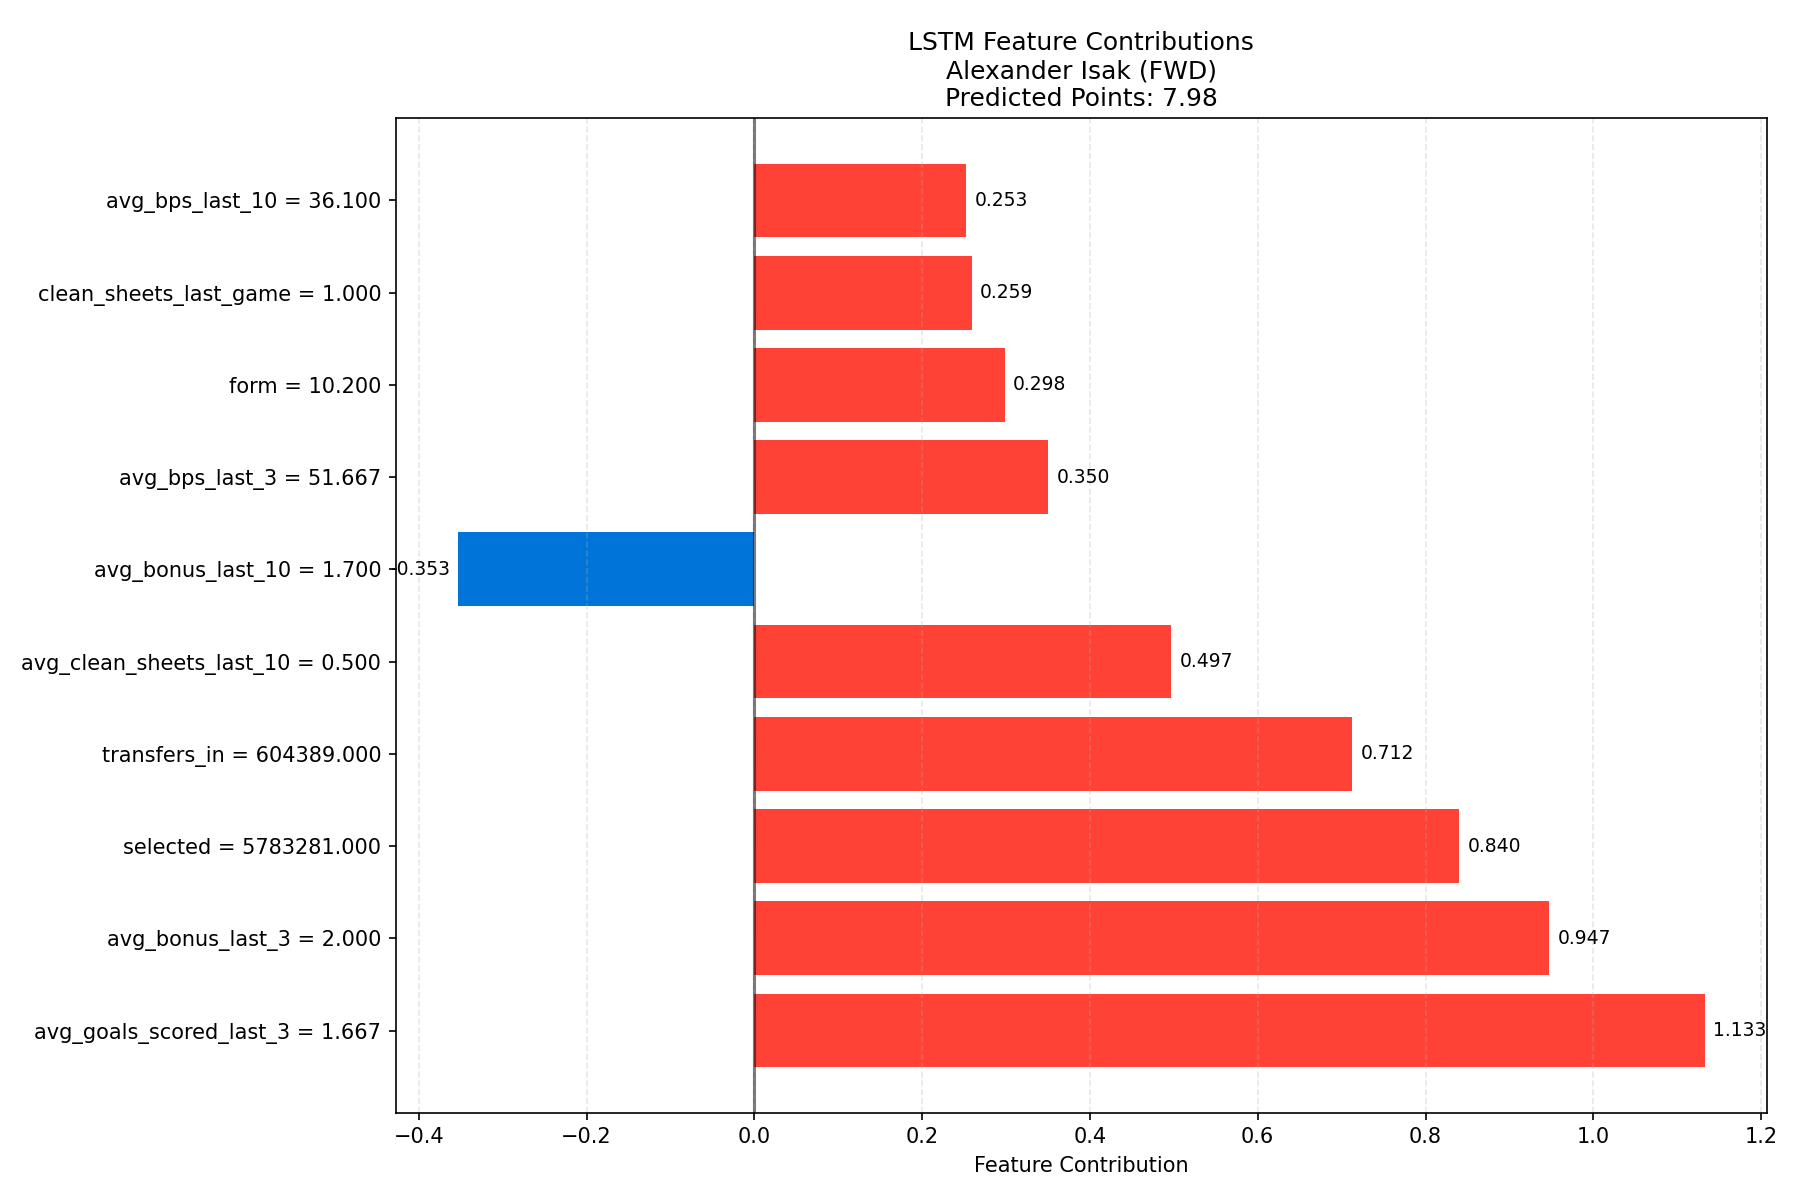 LSTM Feature Contributions
Alexander Isak (FWD)
Predicted Points: 7.98
avg_bps_last_10 = 36.100
0.253
clean_sheets_last_game = 1.000
0.259
form = 10.200
0.298
avg_bps_last_3 = 51.667
0.350
avg_bonus_last_10 = 1.700
0.353
avg_clean_sheets_last_10 = 0.500
0.497
transfers_in = 604389.000
0.712
selected = 5783281.000
0.840
avg_bonus_last_3 = 2.000
0.947
avg_goals_scored_last_3 = 1.667
1.133
−0.4 −0.2 0.0 0.2 0.4 0.6 0.8 1.0 1.2
Feature Contribution